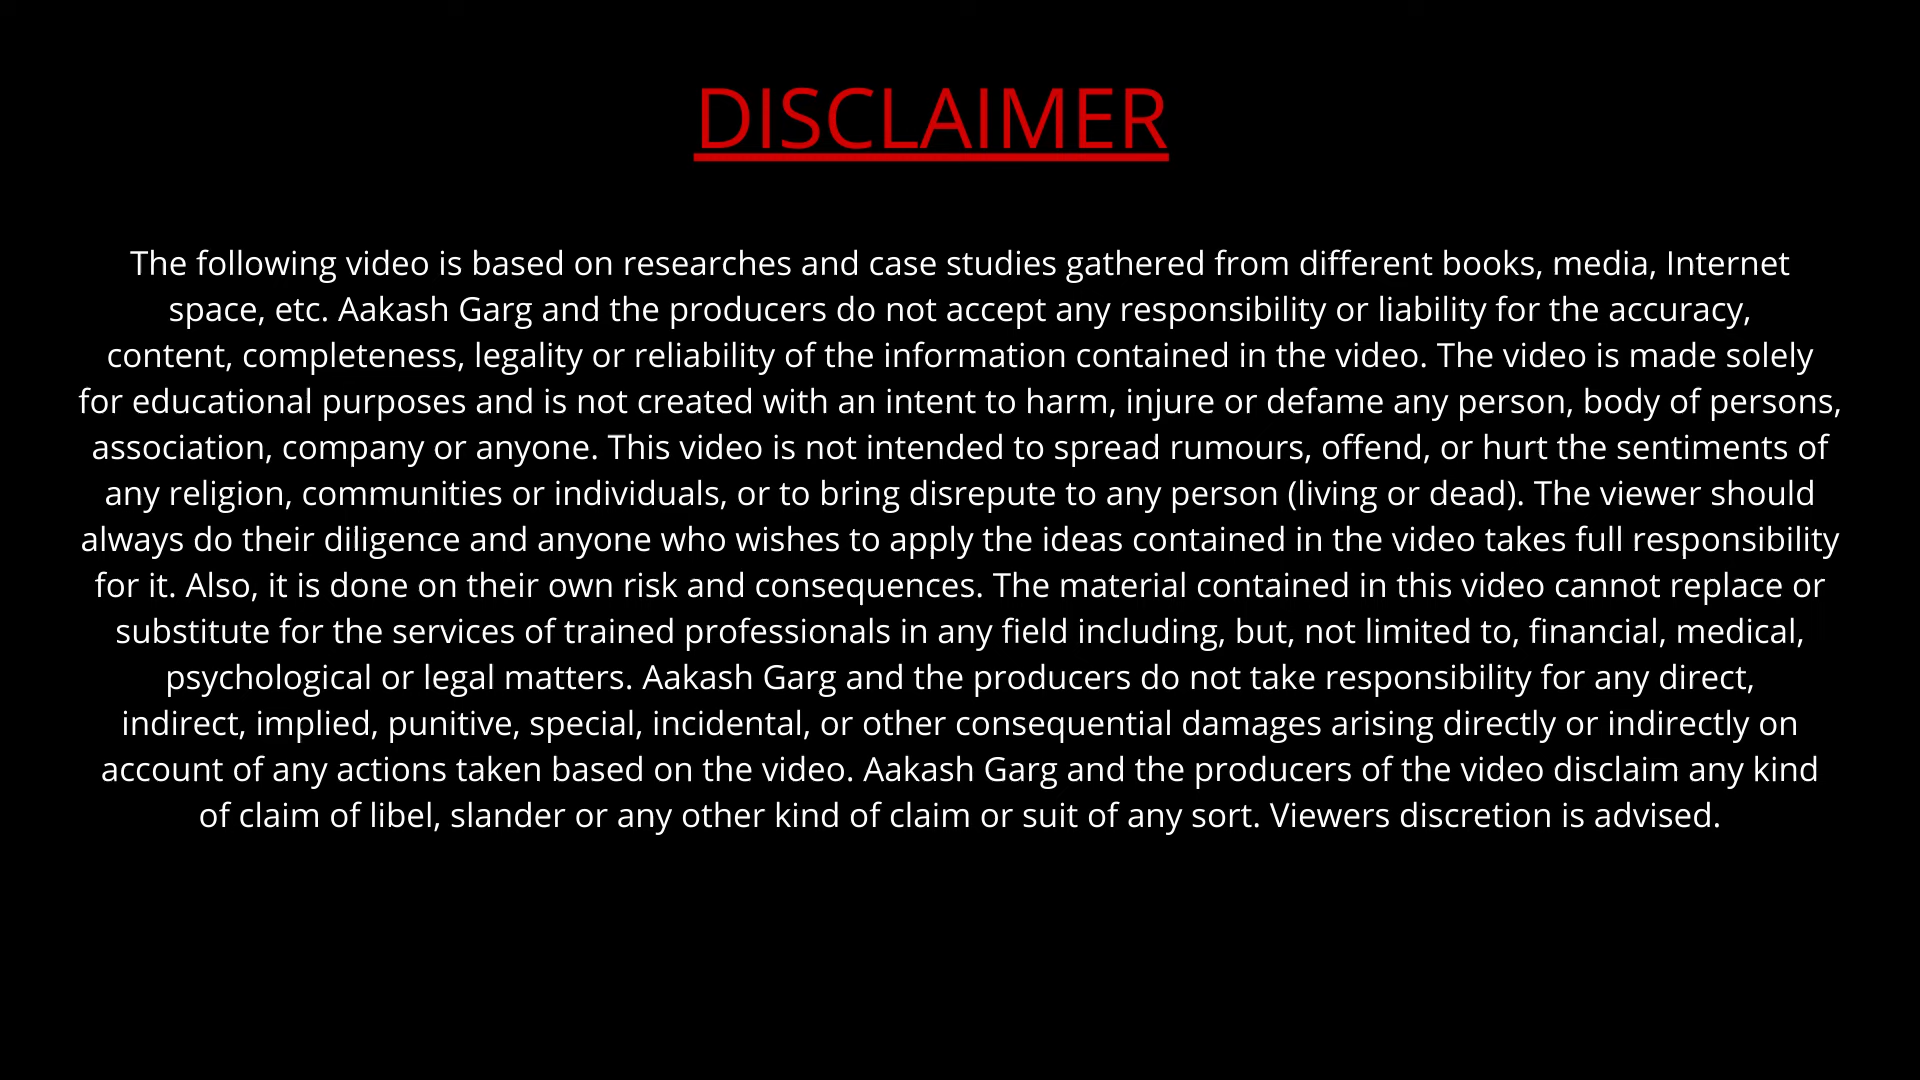 DISCLAIMER
The following video is based on researches and case studies gathered from different books, media, Internet
space, etc. Aakash Garg and the producers do not accept any responsibility or liability for the accuracy,
content, completeness, legality or reliability of the information contained in the video. The video is made solely
for educational purposes and is not created with an intent to harm, injure or defame any person, body of persons,
association, company or anyone. This video is not intended to spread rumours, offend, or hurt the sentiments of
any religion, communities or individuals, or to bring disrepute to any person (living or dead). The viewer should
always do their diligence and anyone who wishes to apply the ideas contained in the video takes full responsibility
for it. Also, it is done on their own risk and consequences. The material contained in this video cannot replace or
substitute for the services of trained professionals in any field including, but, not limited to, financial, medical,
psychological or legal matters. Aakash Garg and the producers do not take responsibility for any direct,
indirect, implied, punitive, special, incidental, or other consequential damages arising directly or indirectly on
account of any actions taken based on the video. Aakash Garg and the producers of the video disclaim any kind
of claim of libel, slander or any other kind of claim or suit of any sort. Viewers discretion is advised.